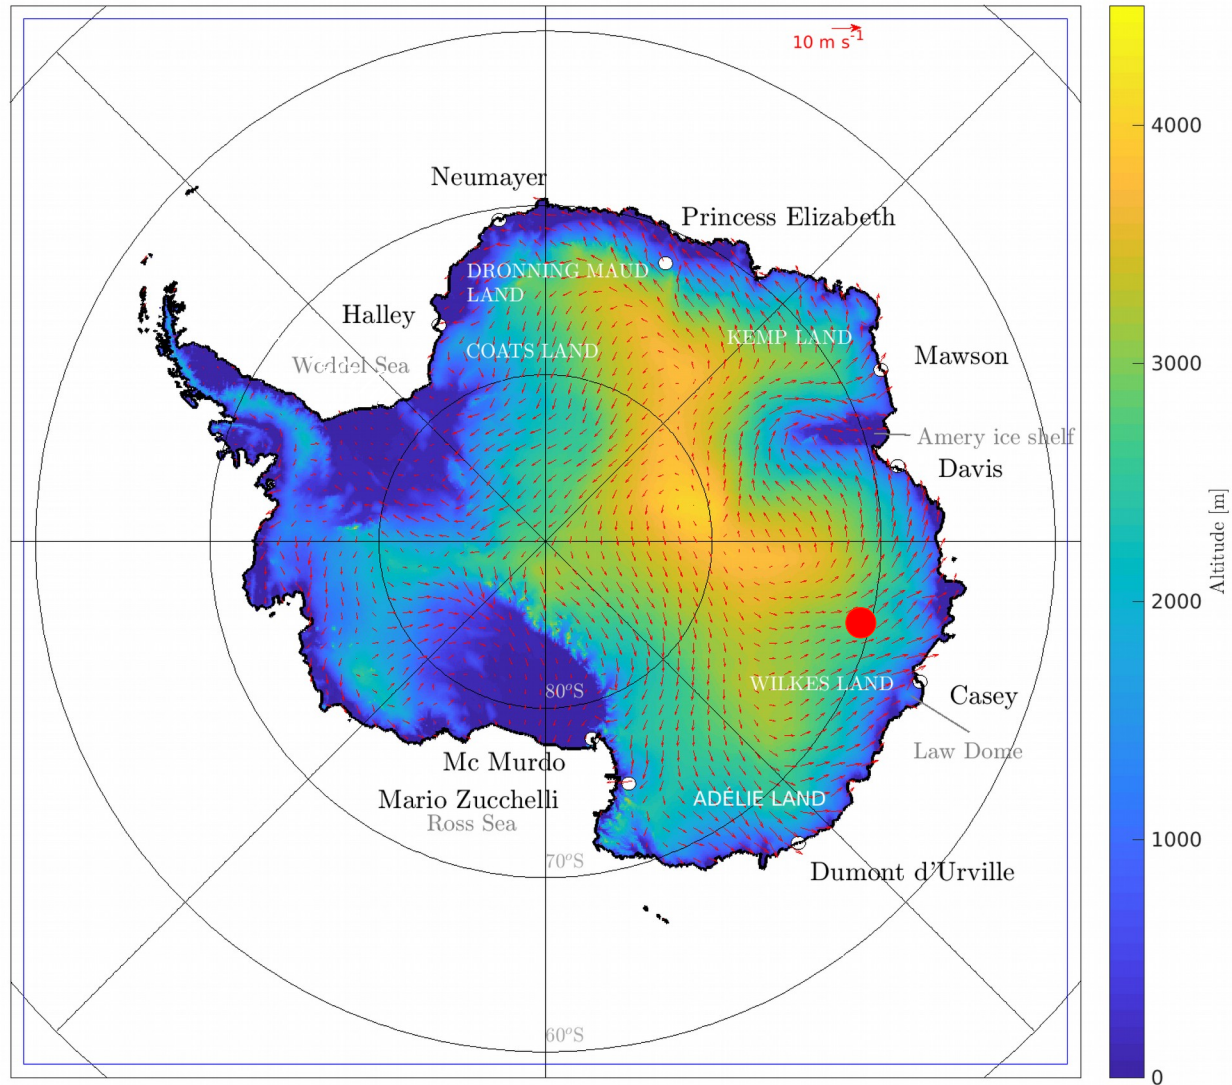 10 m s-1
4000
Neumayer
Princess Elizabeth
DRONNING MAUD
LAND
Halley
KEMP LAND
COATS LAND
Weddel Sea
Mawson
3000
Amery ice shelf
Davis
Altitude [m]
2000
80°S
WILKES LAND
Casey
Law Dome
Mc Murdo
Mario Zucchelli
ADÉLIE LAND
Ross Sea
1000
70°S
Dumont d'Urville
60°S
0